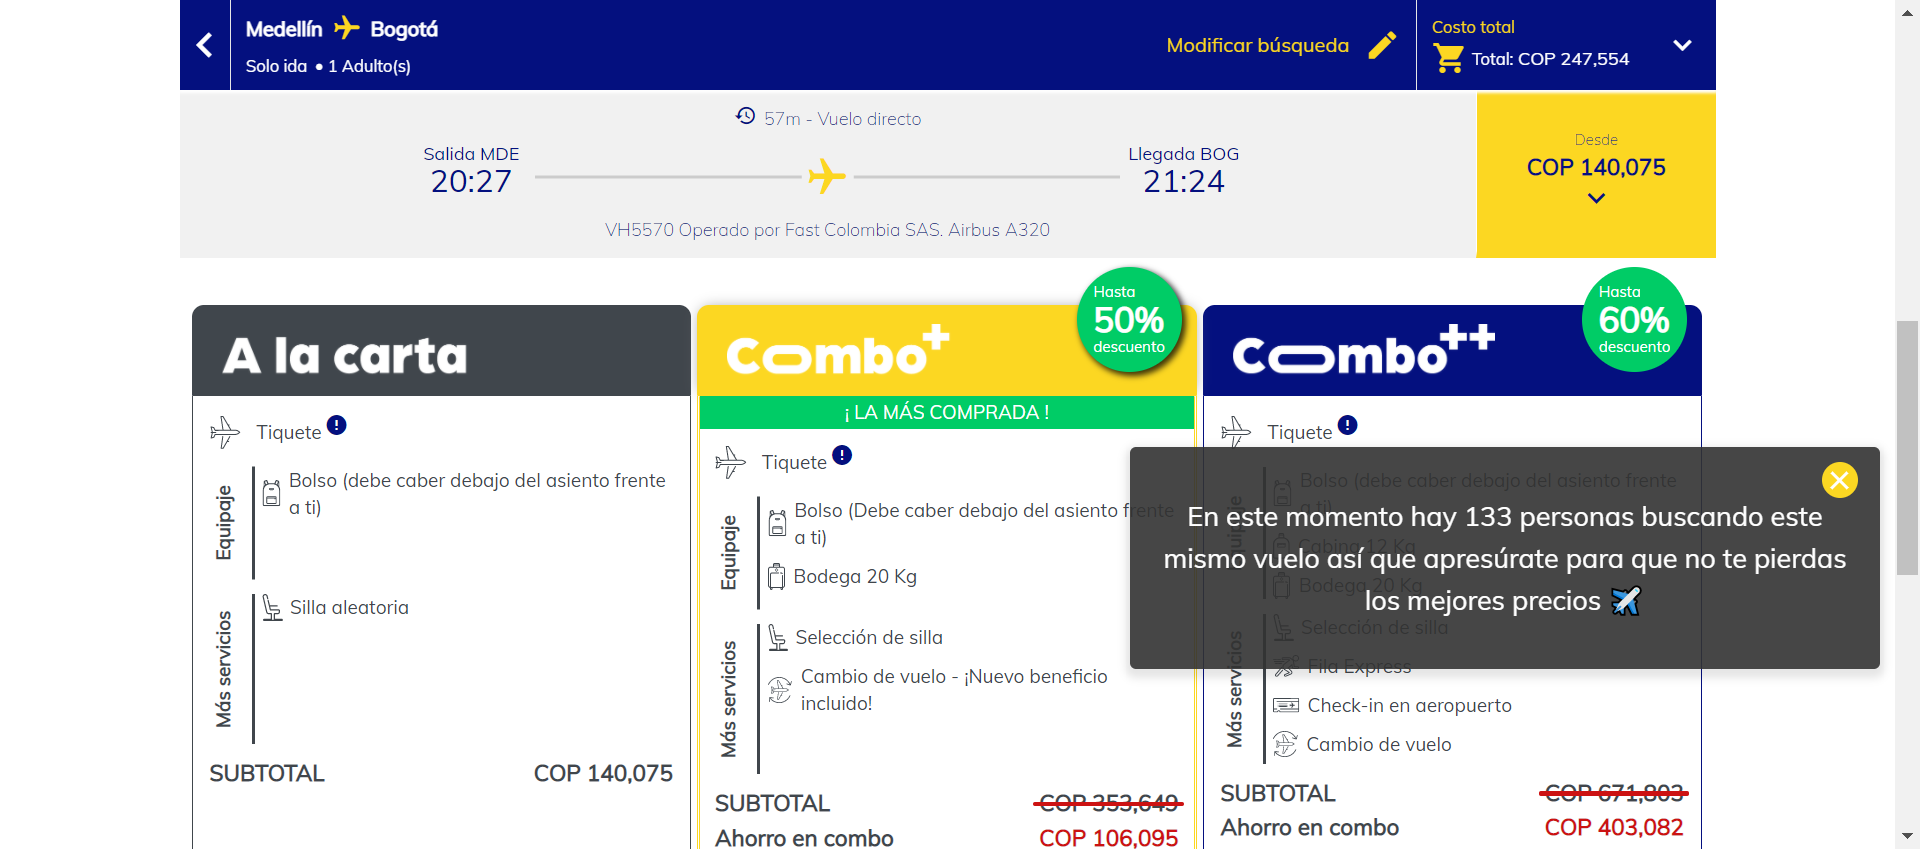 Medellín Bogotá
Solo ida • 1 Adulto(s)
Modificar búsqueda
Costo total
Total: COP 247,554
57m - Vuelo directo
Salida MDE
20:27
Llegada BOG
21:24
VH5570 Operado por Fast Colombia SAS. Airbus A320
Desde
COP 140,075
A la carta
Tiquete
Equipaje
Bolso (debe caber debajo del asiento frente
a ti)
Más servicios
Silla aleatoria
SUBTOTAL COP 140,075
Combo+
Hasta
50%
descuento
¡ LA MÁS COMPRADA !
Tiquete
Equipaje
Bolso (Debe caber debajo del asiento frente
a ti)
Bodega 20 Kg
Más servicios
Selección de silla
Cambio de vuelo - ¡Nuevo beneficio
incluido!
SUBTOTAL COP 353,649
Ahorro en combo COP 106,095
Combo++
Hasta
60%
descuento
Tiquete
Equipaje
Bolso (debe caber debajo del asiento frente
a ti)
Cabina 12 Kg
Bodega 20 Kg
Más servicios
Selección de silla
Fila Express
Check-in en aeropuerto
Cambio de vuelo
SUBTOTAL COP 671,803
Ahorro en combo COP 403,082
En este momento hay 133 personas buscando este
mismo vuelo así que apresúrate para que no te pierdas
los mejores precios ✈️